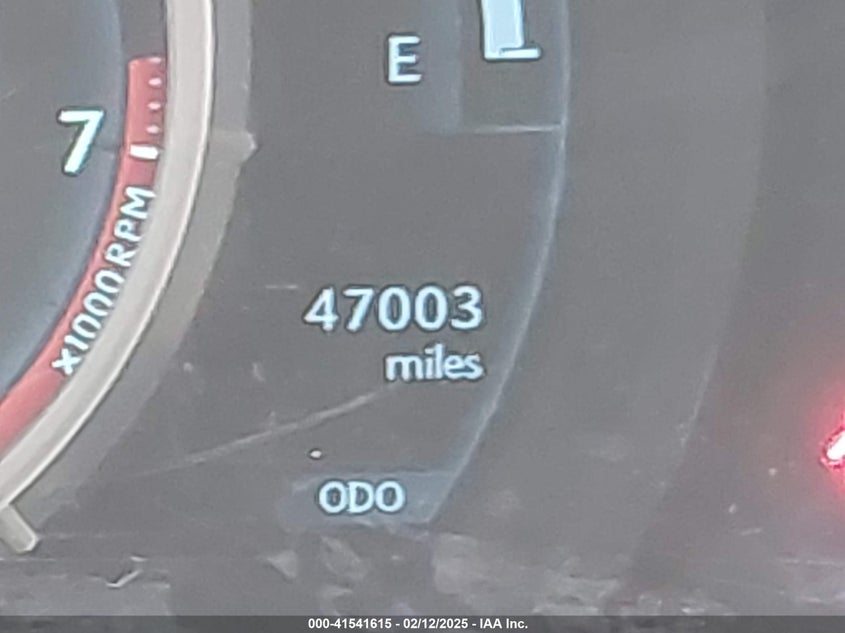 E
7
x1000RPM
47003
miles
ODO
000-41541615 - 02/12/2025 - IAA Inc.